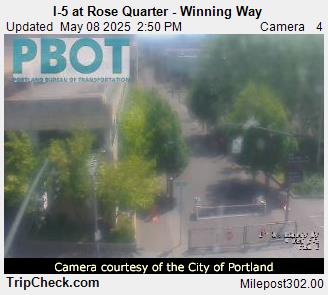 I-5 at Rose Quarter - Winning Way
Updated May 08 2025 2:50 PM Camera 4
PBOT
PORTLAND BUREAU OF TRANSPORTATION
Camera courtesy of the City of Portland
TripCheck.com Milepost302.00